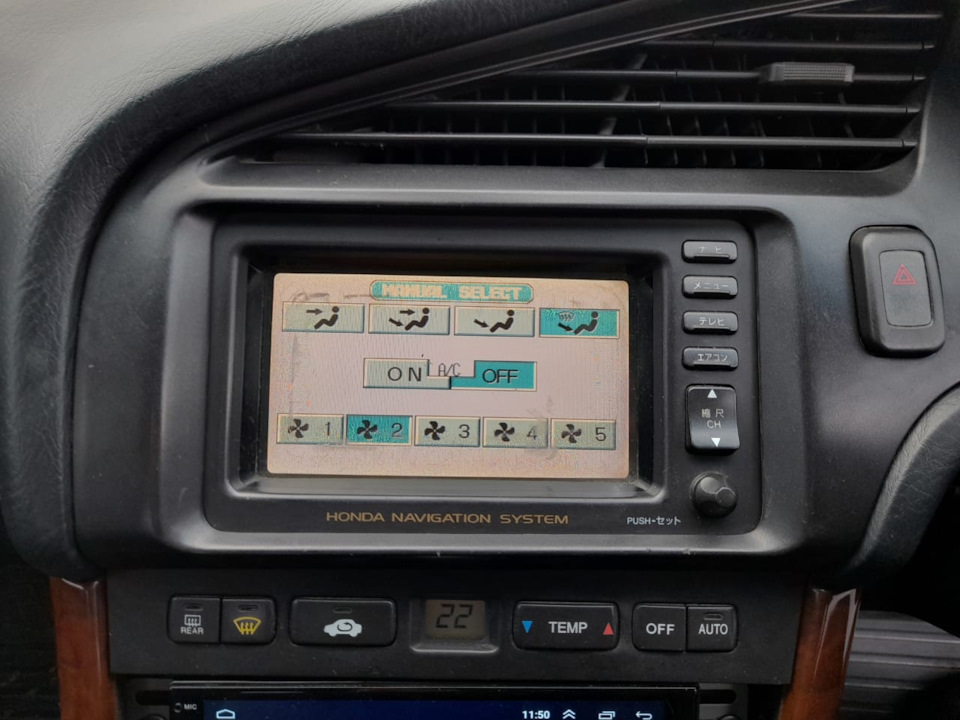 ナビ
メニュー
テレビ
エアコン
縮尺
CH
MANUAL SELECT
ON A/C OFF
1 2 3 4 5
HONDA NAVIGATION SYSTEM
PUSH-セット
REAR
22
TEMP
OFF
AUTO
MIC
11:50